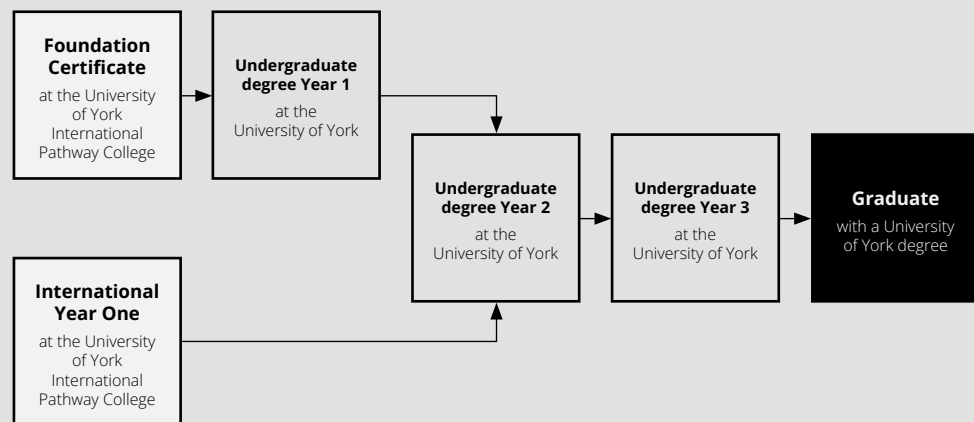 Foundation
Certificate
at the University
of York
International
Pathway College
Undergraduate
degree Year 1
at the
University of York
Undergraduate
degree Year 2
at the
University of York
Undergraduate
degree Year 3
at the
University of York
Graduate
with a University
of York degree
International
Year One
at the University
of York
International
Pathway College